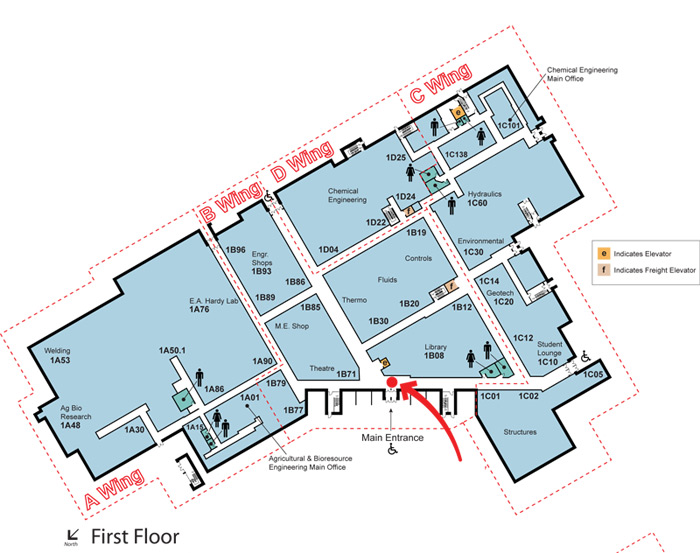 C Wing
Chemical Engineering
Main Office
1C101
e
1D25
1C138
D Wing
B Wing
Chemical
Engineering
1D24
Hydraulics
1C60
f
1D22
1B19
1B96
Engr.
Shops
1B93
1D04
Controls
Environmental
1C30
e Indicates Elevator
f Indicates Freight Elevator
1B86
Fluids
1C14
Geotech
1C20
f
1B89
E.A. Hardy Lab
1A76
1B85
Thermo
1B20
1B12
M.E. Shop
1B30
1C12
Library
1B08
Student
Lounge
1C10
Welding
1A53
1A50.1
1A90
e
Theatre
1B71
1C05
1B79
1A86
1A01
1C01
1C02
Ag Bio
Research
1A48
1B77
1A30
1A15
Structures
Main Entrance
Agricultural & Bioresource
Engineering Main Office
A Wing
North
First Floor